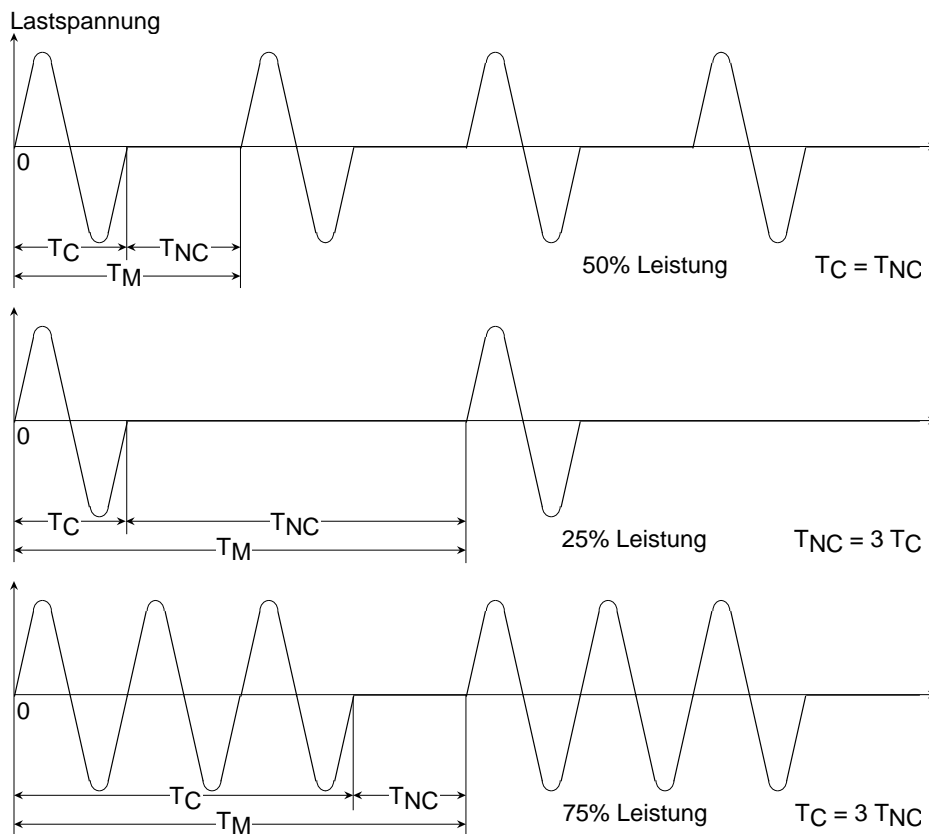 Lastspannung
0
TC TNC
TM
50% Leistung TC = TNC
0
TC TNC
TM
25% Leistung TNC = 3 TC
0
TC TNC
TM
75% Leistung TC = 3 TNC